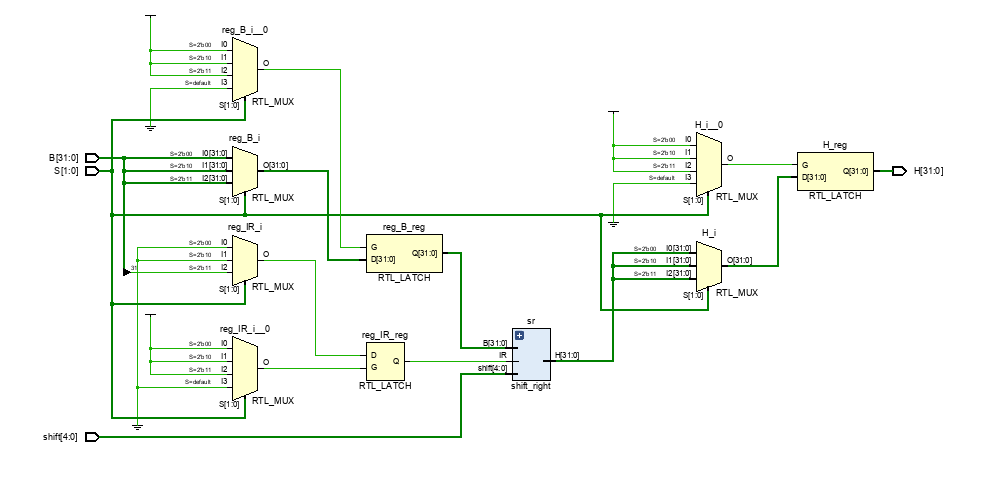 reg_B_i__0
S=2'b00 I0
S=2'b10 I1
S=2'b11 I2
S=default I3
O
S[1:0]
RTL_MUX
B[31:0]
S[1:0]
reg_B_i
S=2'b00 I0[31:0]
S=2'b10 I1[31:0]
S=2'b11 I2[31:0]
O[31:0]
S[1:0]
RTL_MUX
reg_IR_i
S=2'b00 I0
S=2'b10 I1
S=2'b11 I2
31
O
S[1:0]
RTL_MUX
reg_IR_i__0
S=2'b00 I0
S=2'b10 I1
S=2'b11 I2
S=default I3
O
S[1:0]
RTL_MUX
shift[4:0]
reg_B_reg
G
D[31:0]
Q[31:0]
RTL_LATCH
reg_IR_reg
D
G
Q
RTL_LATCH
sr
B[31:0]
IR
shift[4:0]
H[31:0]
shift_right
H_i__0
S=2'b00 I0
S=2'b10 I1
S=2'b11 I2
S=default I3
O
S[1:0]
RTL_MUX
H_i
S=2'b00 I0[31:0]
S=2'b10 I1[31:0]
S=2'b11 I2[31:0]
O[31:0]
S[1:0]
RTL_MUX
H_reg
G
D[31:0]
Q[31:0]
RTL_LATCH
H[31:0]